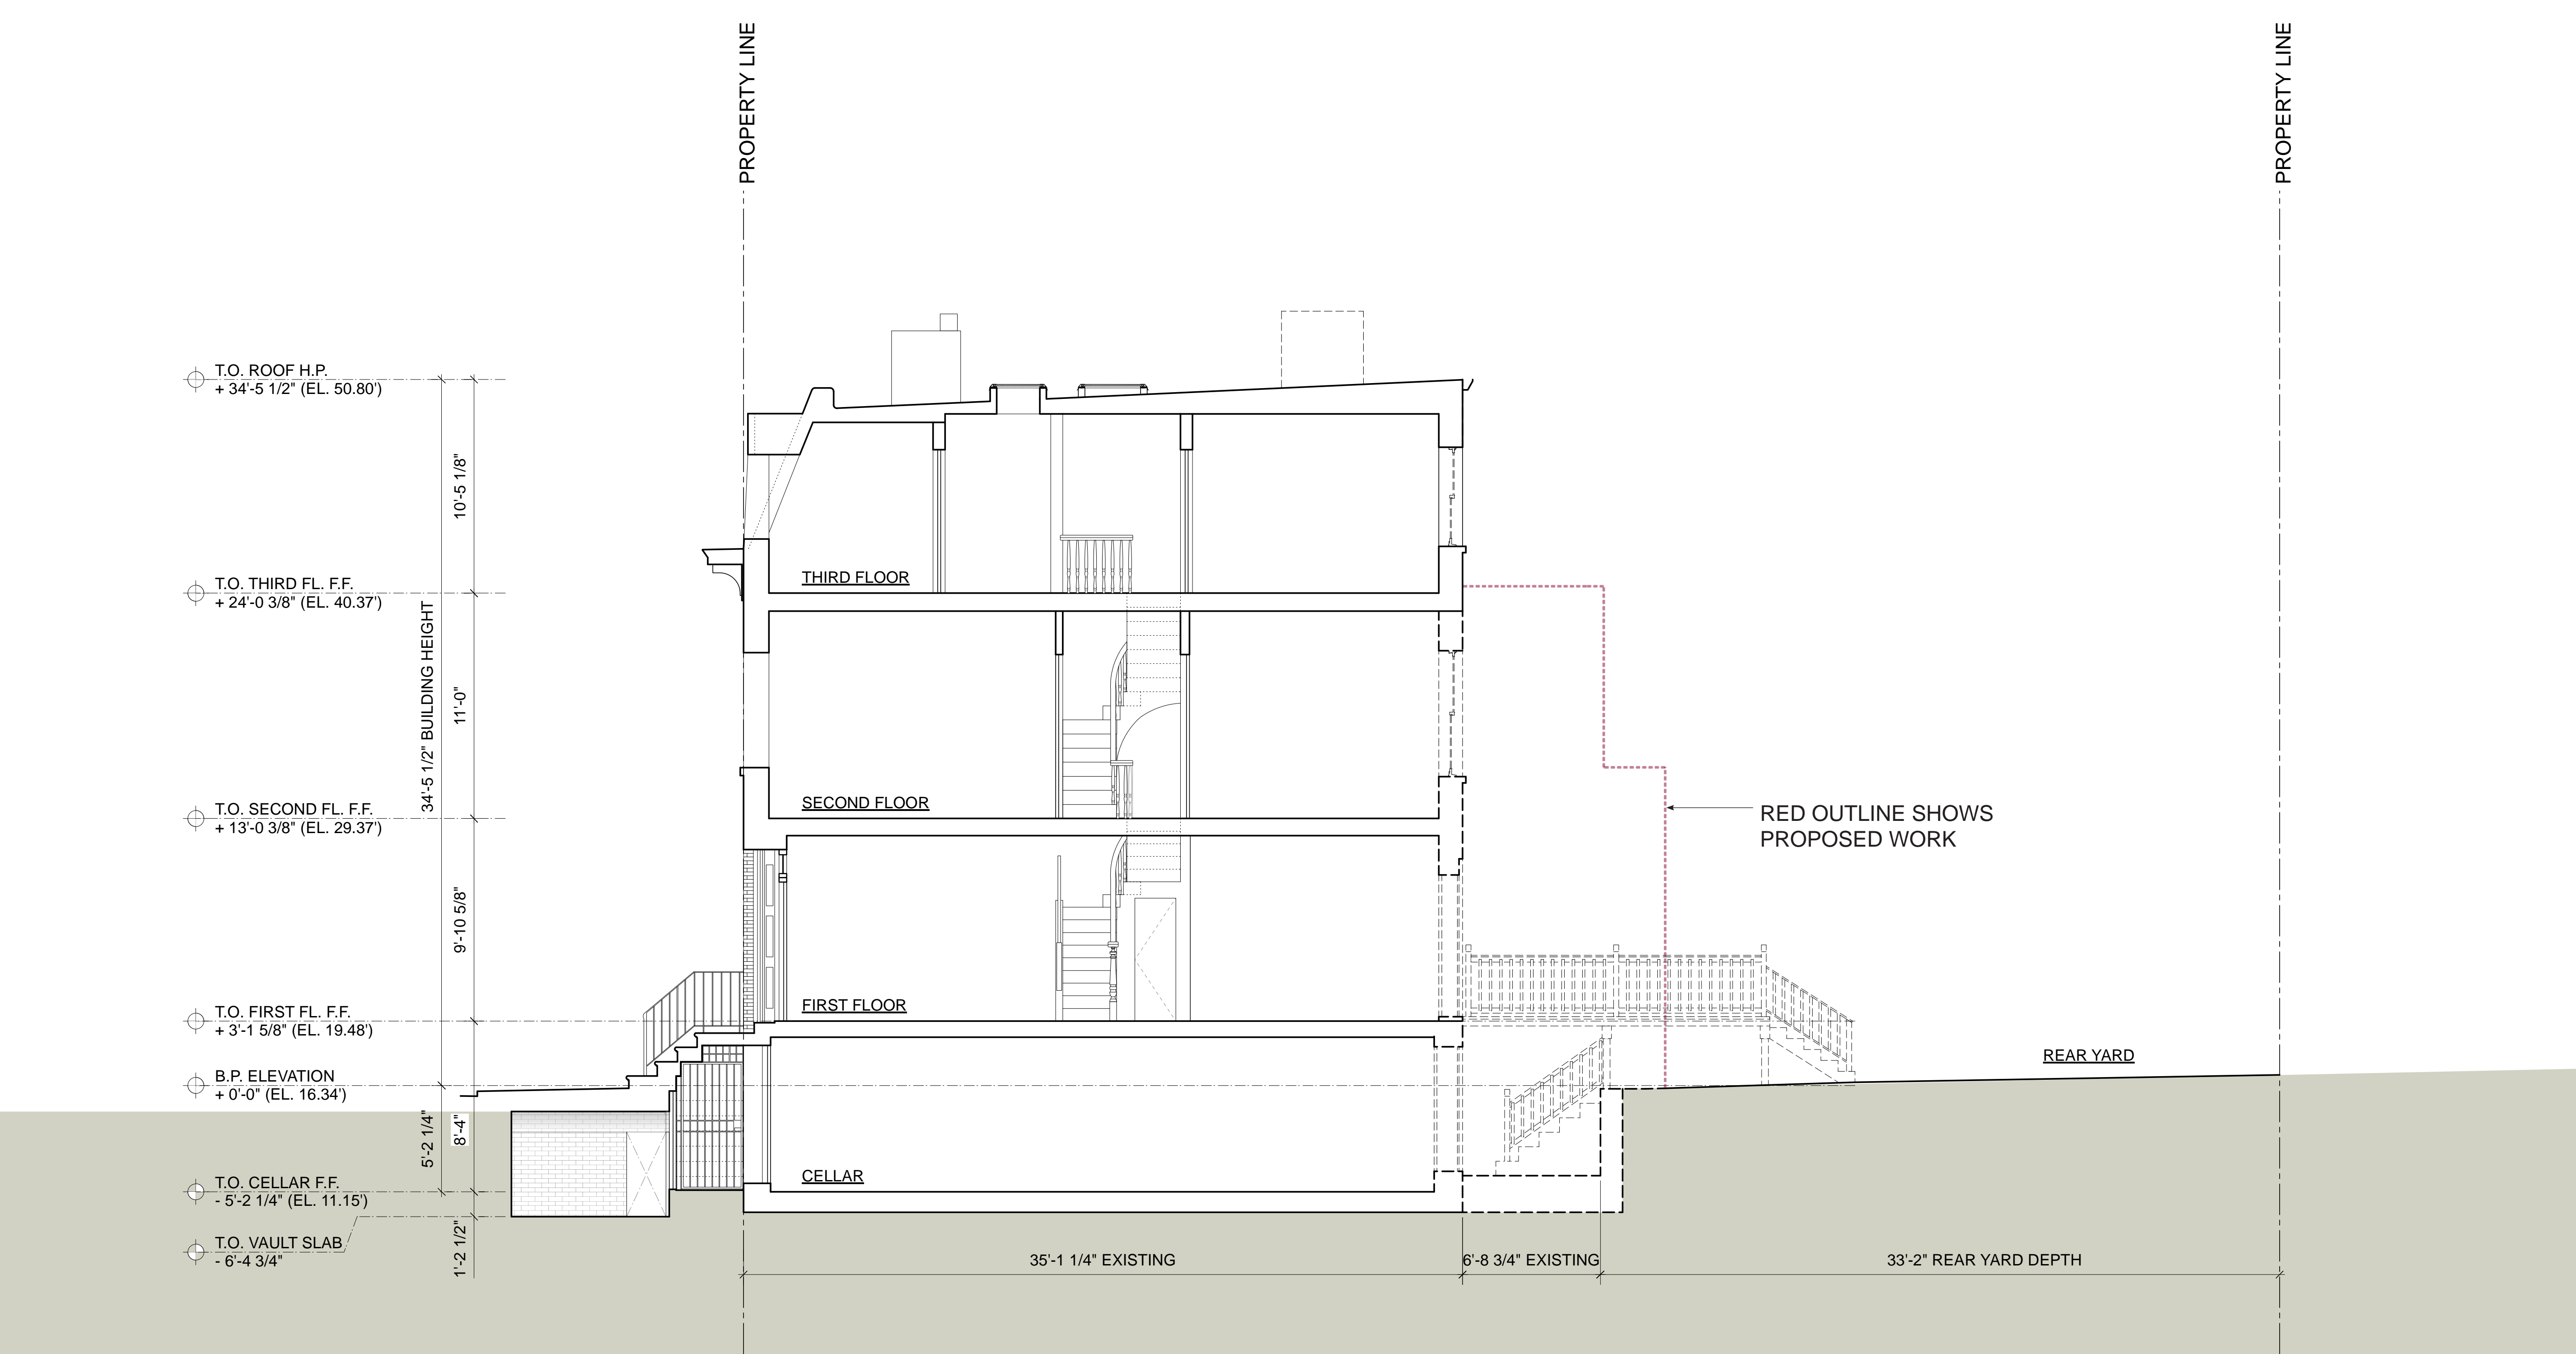 PROPERTY LINE
PROPERTY LINE
T.O. ROOF H.P.
+ 34'-5 1/2" (EL. 50.80')
10'-5 1/8"
THIRD FLOOR
T.O. THIRD FL. F.F.
+ 24'-0 3/8" (EL. 40.37')
34'-5 1/2" BUILDING HEIGHT
11'-0"
SECOND FLOOR
T.O. SECOND FL. F.F.
+ 13'-0 3/8" (EL. 29.37')
RED OUTLINE SHOWS
PROPOSED WORK
9'-10 5/8"
FIRST FLOOR
T.O. FIRST FL. F.F.
+ 3'-1 5/8" (EL. 19.48')
REAR YARD
B.P. ELEVATION
+ 0'-0" (EL. 16.34')
5'-2 1/4"
8'-4"
CELLAR
T.O. CELLAR F.F.
- 5'-2 1/4" (EL. 11.15')
T.O. VAULT SLAB
- 6'-4 3/4"
1'-2 1/2"
35'-1 1/4" EXISTING
6'-8 3/4" EXISTING
33'-2" REAR YARD DEPTH